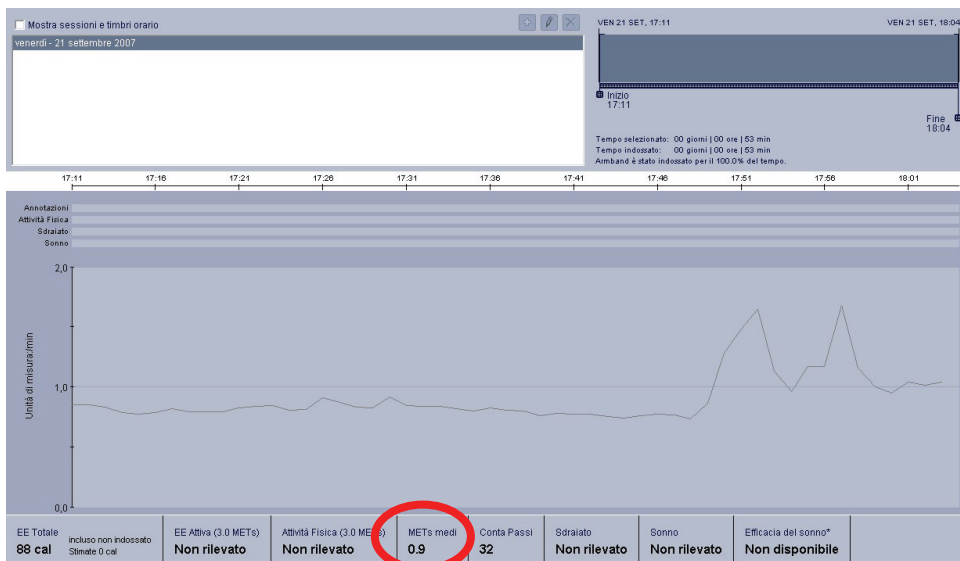 Mostra sessioni e timbri orario
venerdì - 21 settembre 2007
VEN 21 SET, 17:11
VEN 21 SET, 18:04
Inizio
17:11
Fine
18:04
Tempo selezionato: 00 giorni | 00 ore | 53 min
Tempo indossato: 00 giorni | 00 ore | 53 min
Armband è stato indossato per il 100.0% del tempo.
17:11 17:16 17:21 17:26 17:31 17:36 17:41 17:46 17:51 17:56 18:01
Annotazioni
Attività Fisica
Sdraiato
Sonno
2,0
1,0
0,0
Unità di misura:/min
EE Totale
88 cal
incluso non indossato
Stimate 0 cal
EE Attiva (3.0 METs)
Non rilevato
Attività Fisica (3.0 METs)
Non rilevato
METs medi
0.9
Conta Passi
32
Sdraiato
Non rilevato
Sonno
Non rilevato
Efficacia del sonno*
Non disponibile